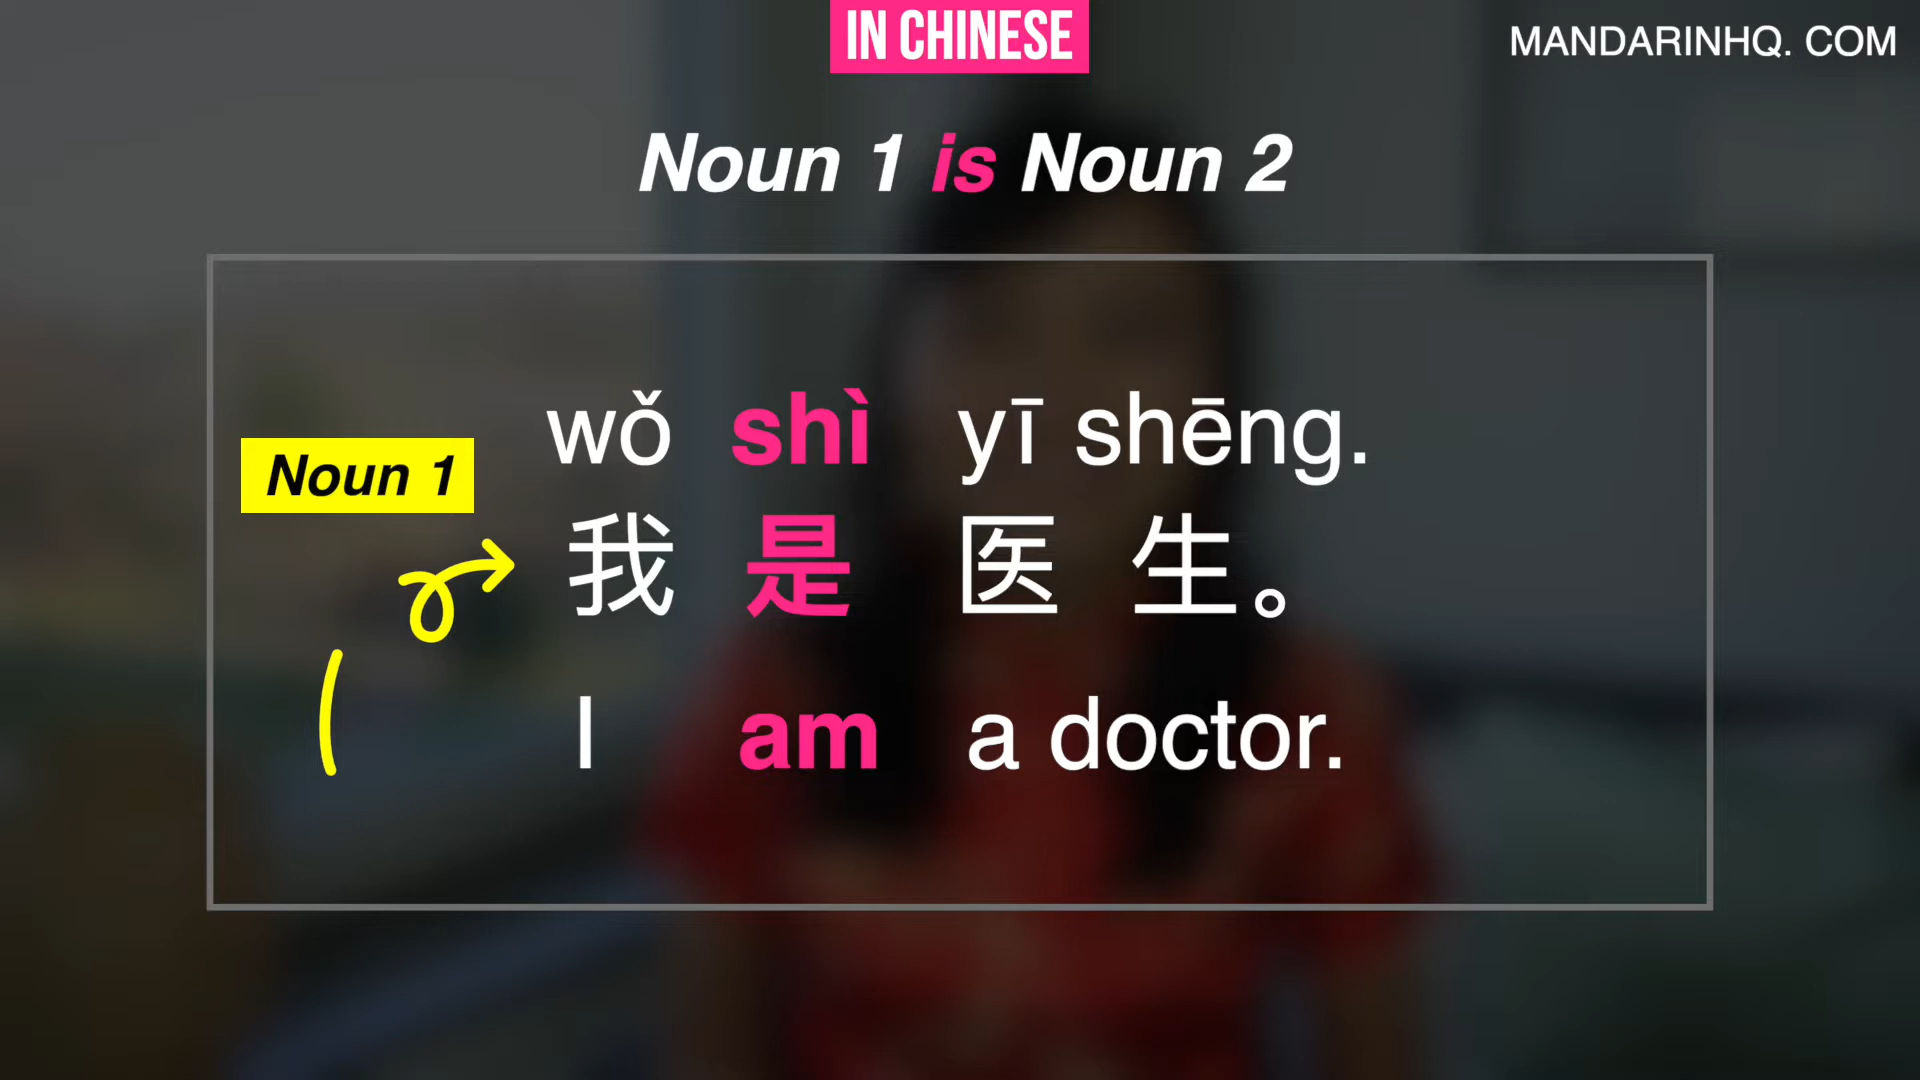 IN CHINESE
MANDARINHQ. COM
Noun 1 is Noun 2
wǒ shì yī shēng.
Noun 1
我 是 医 生。
I am a doctor.